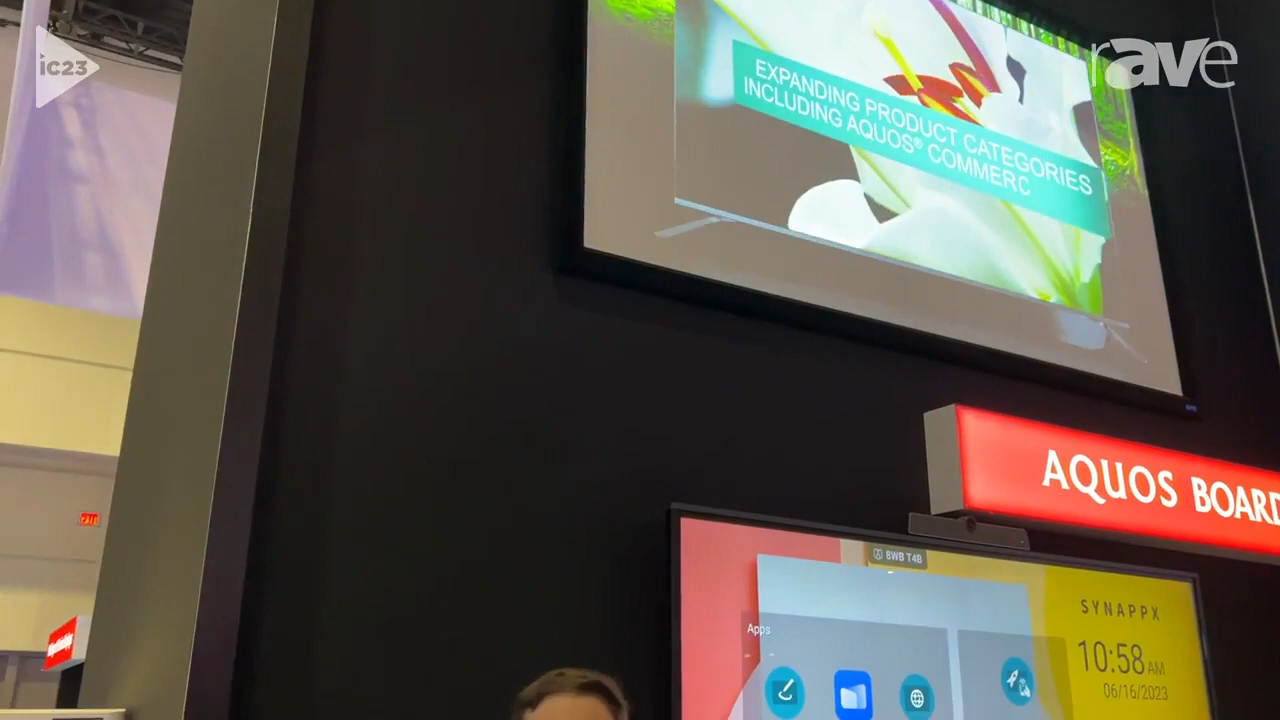 iC23
rave
EXPANDING PRODUCT CATEGORIES
INCLUDING AQUOS® COMMERC
AQUOS BOARD
EXIT
8WB T4B
SYNAPPX
Apps
10:58 AM
06/16/2023